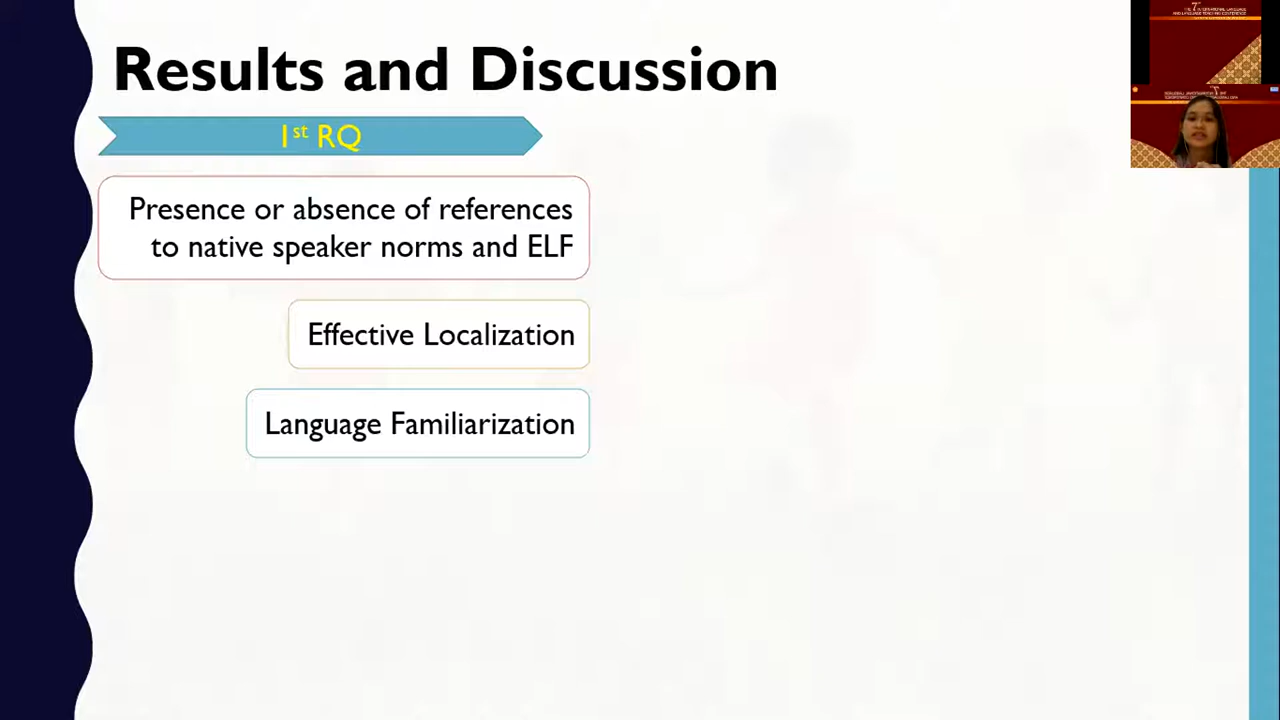 Results and Discussion
1st RQ
Presence or absence of references
to native speaker norms and ELF
Effective Localization
Language Familiarization